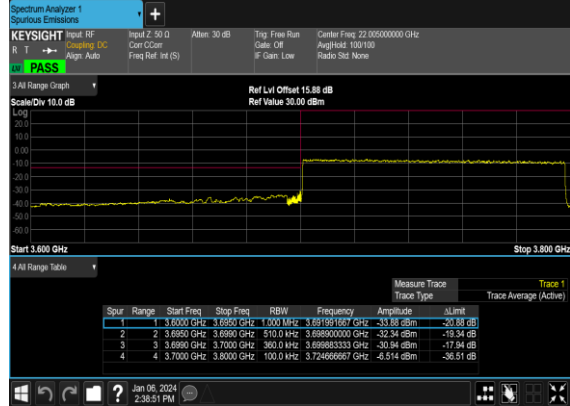 Spectrum Analyzer 1
Spurious Emissions
+
KEYSIGHT Input: RF Input Z: 50 Ω Atten: 30 dB Trig: Free Run Center Freq: 22.005000000 GHz
R T Coupling: DC Corr CCorr Gate: Off Avg|Hold: 100/100
Align: Auto Freq Ref: Int (S) IF Gain: Low Radio Std: None
LW PASS
3 All Range Graph
Ref Lvl Offset 15.88 dB
Scale/Div 10.0 dB Ref Value 30.00 dBm
Log
20.0
10.0
0.00
-10.0
-20.0
-30.0
-40.0
-50.0
-60.0
Start 3.600 GHz Stop 3.800 GHz
4 All Range Table
Measure Trace Trace 1
Trace Type Trace Average (Active)
Spur Range Start Freq Stop Freq RBW Frequency Amplitude ΔLimit
1 1 3.6000 GHz 3.6950 GHz 1.000 MHz 3.691991667 GHz -33.88 dBm -20.88 dB
2 2 3.6950 GHz 3.6990 GHz 510.0 kHz 3.698900000 GHz -32.34 dBm -19.34 dB
3 3 3.6990 GHz 3.7000 GHz 360.0 kHz 3.699883333 GHz -30.94 dBm -17.94 dB
4 4 3.7000 GHz 3.8000 GHz 100.0 kHz 3.724666667 GHz -6.514 dBm -36.51 dB
? Jan 06, 2024
2:38:51 PM